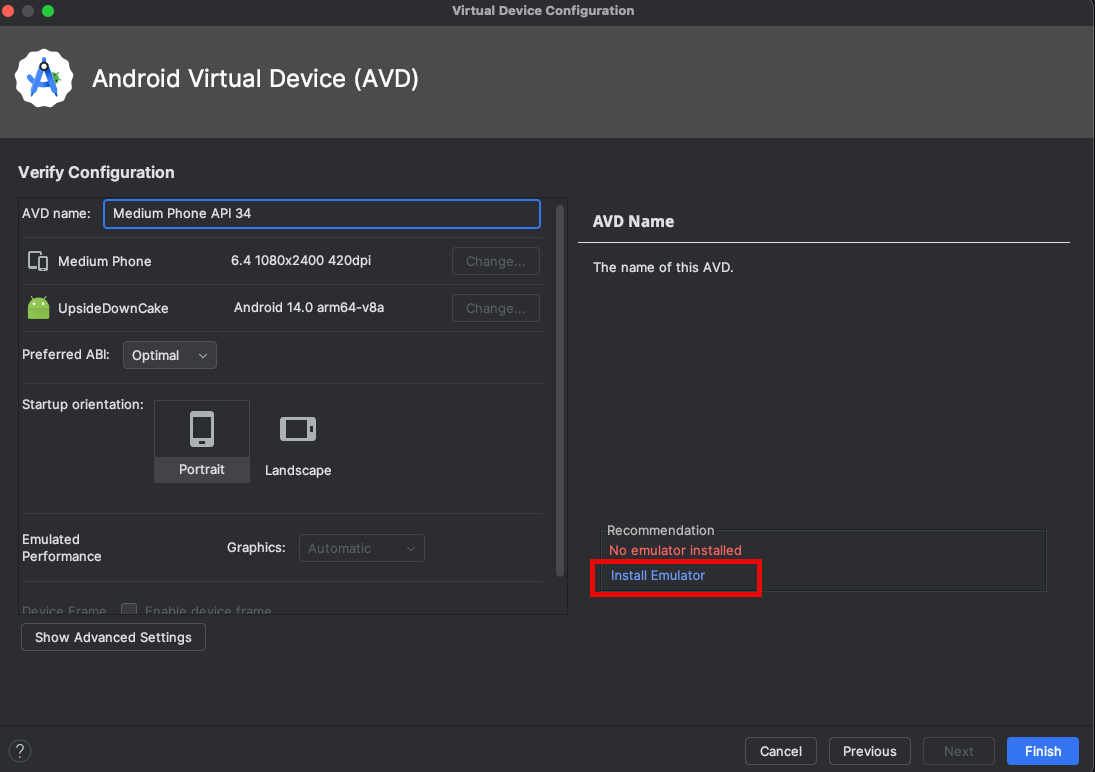 Virtual Device Configuration
Android Virtual Device (AVD)
Verify Configuration
AVD name: Medium Phone API 34
Medium Phone 6.4 1080x2400 420dpi Change...
UpsideDownCake Android 14.0 arm64-v8a Change...
Preferred ABI: Optimal
Startup orientation:
Portrait Landscape
Emulated
Performance
Graphics: Automatic
Device Frame Enable device frame
Show Advanced Settings
AVD Name
The name of this AVD.
Recommendation
No emulator installed
Install Emulator
? Cancel Previous Next Finish